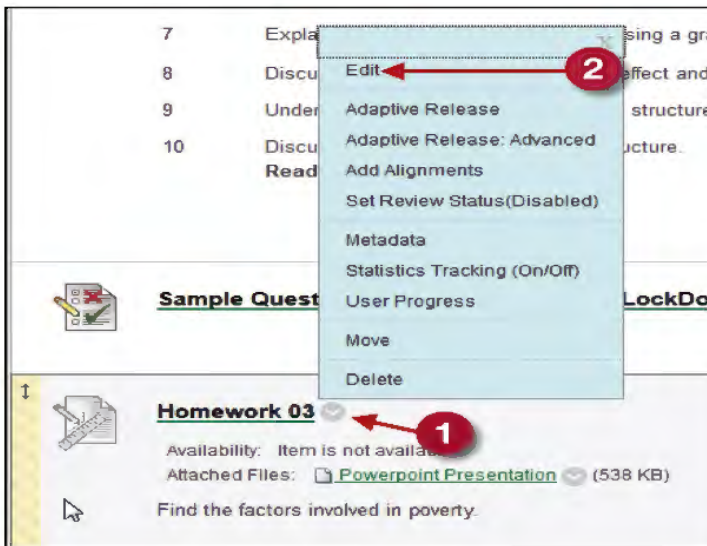 7 Expla sing a gra
Edit 2
8 Discu effect and
9 Under Adaptive Release structure
Adaptive Release: Advanced
10 Discu ucture.
Read Add Alignments
Set Review Status(Disabled)
Metadata
Statistics Tracking (On/Off)
Sample Quest User Progress LockDo
Move
Delete
Homework 03 1
Availability: Item is not availa
Attached Files: Powerpoint Presentation (538 KB)
Find the factors involved in poverty.